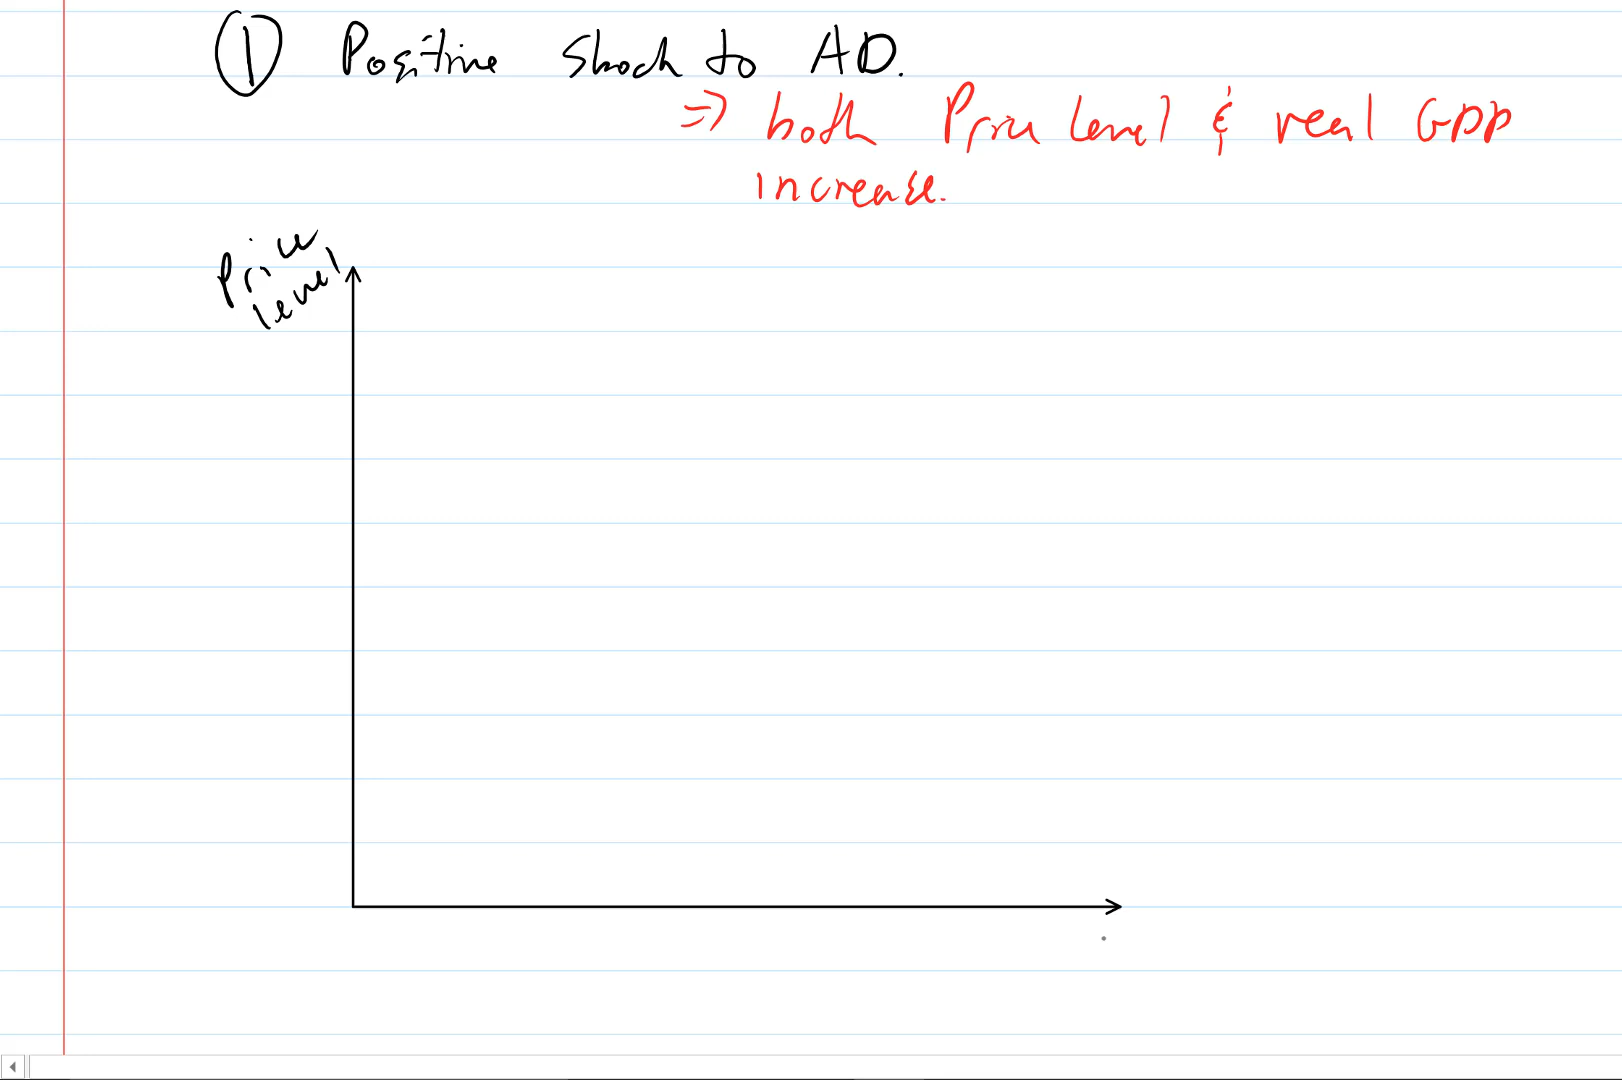 ① Positive Shock to AD.
⇒ both Price level & real GDP
increase.
Price
level